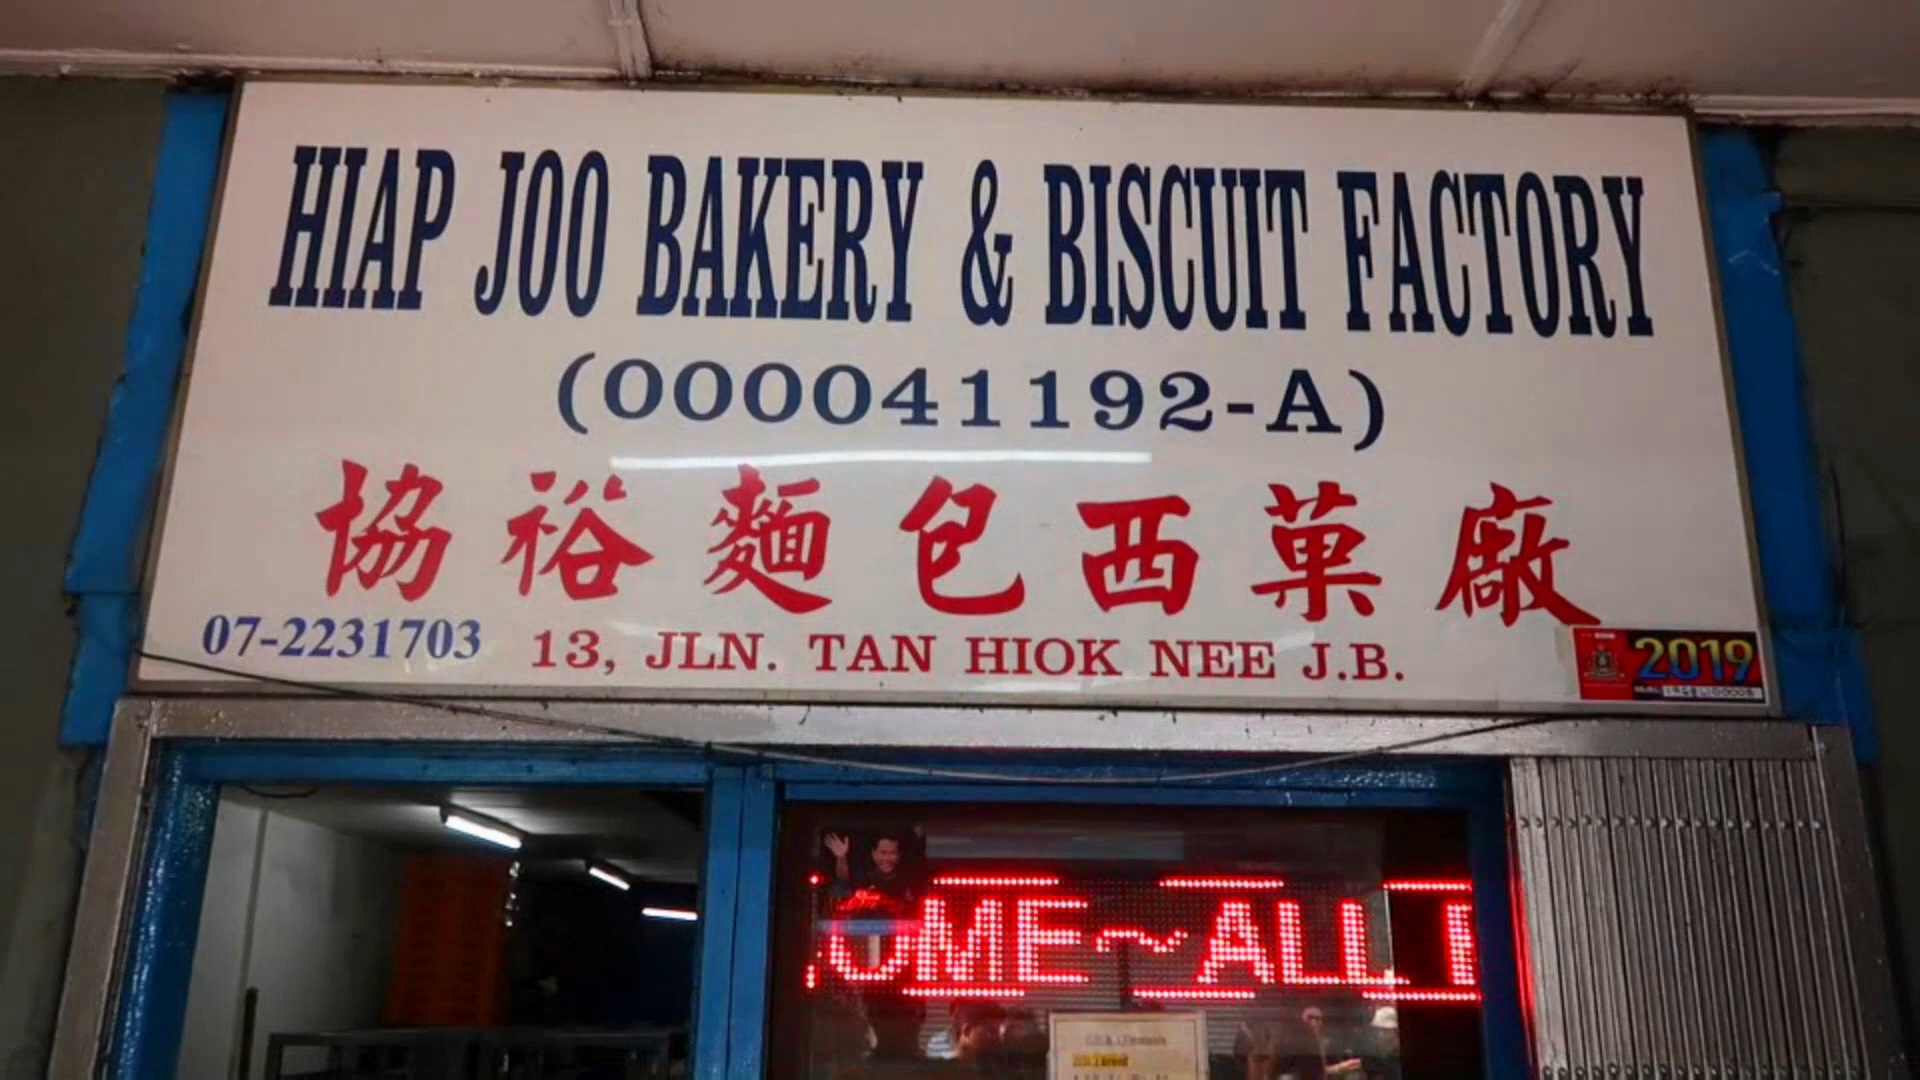 HIAP JOO BAKERY & BISCUIT FACTORY
(000041192-A)
協裕麵包西菓廠
07-2231703 13, JLN. TAN HIOK NEE J.B.
2019
OME~ALL